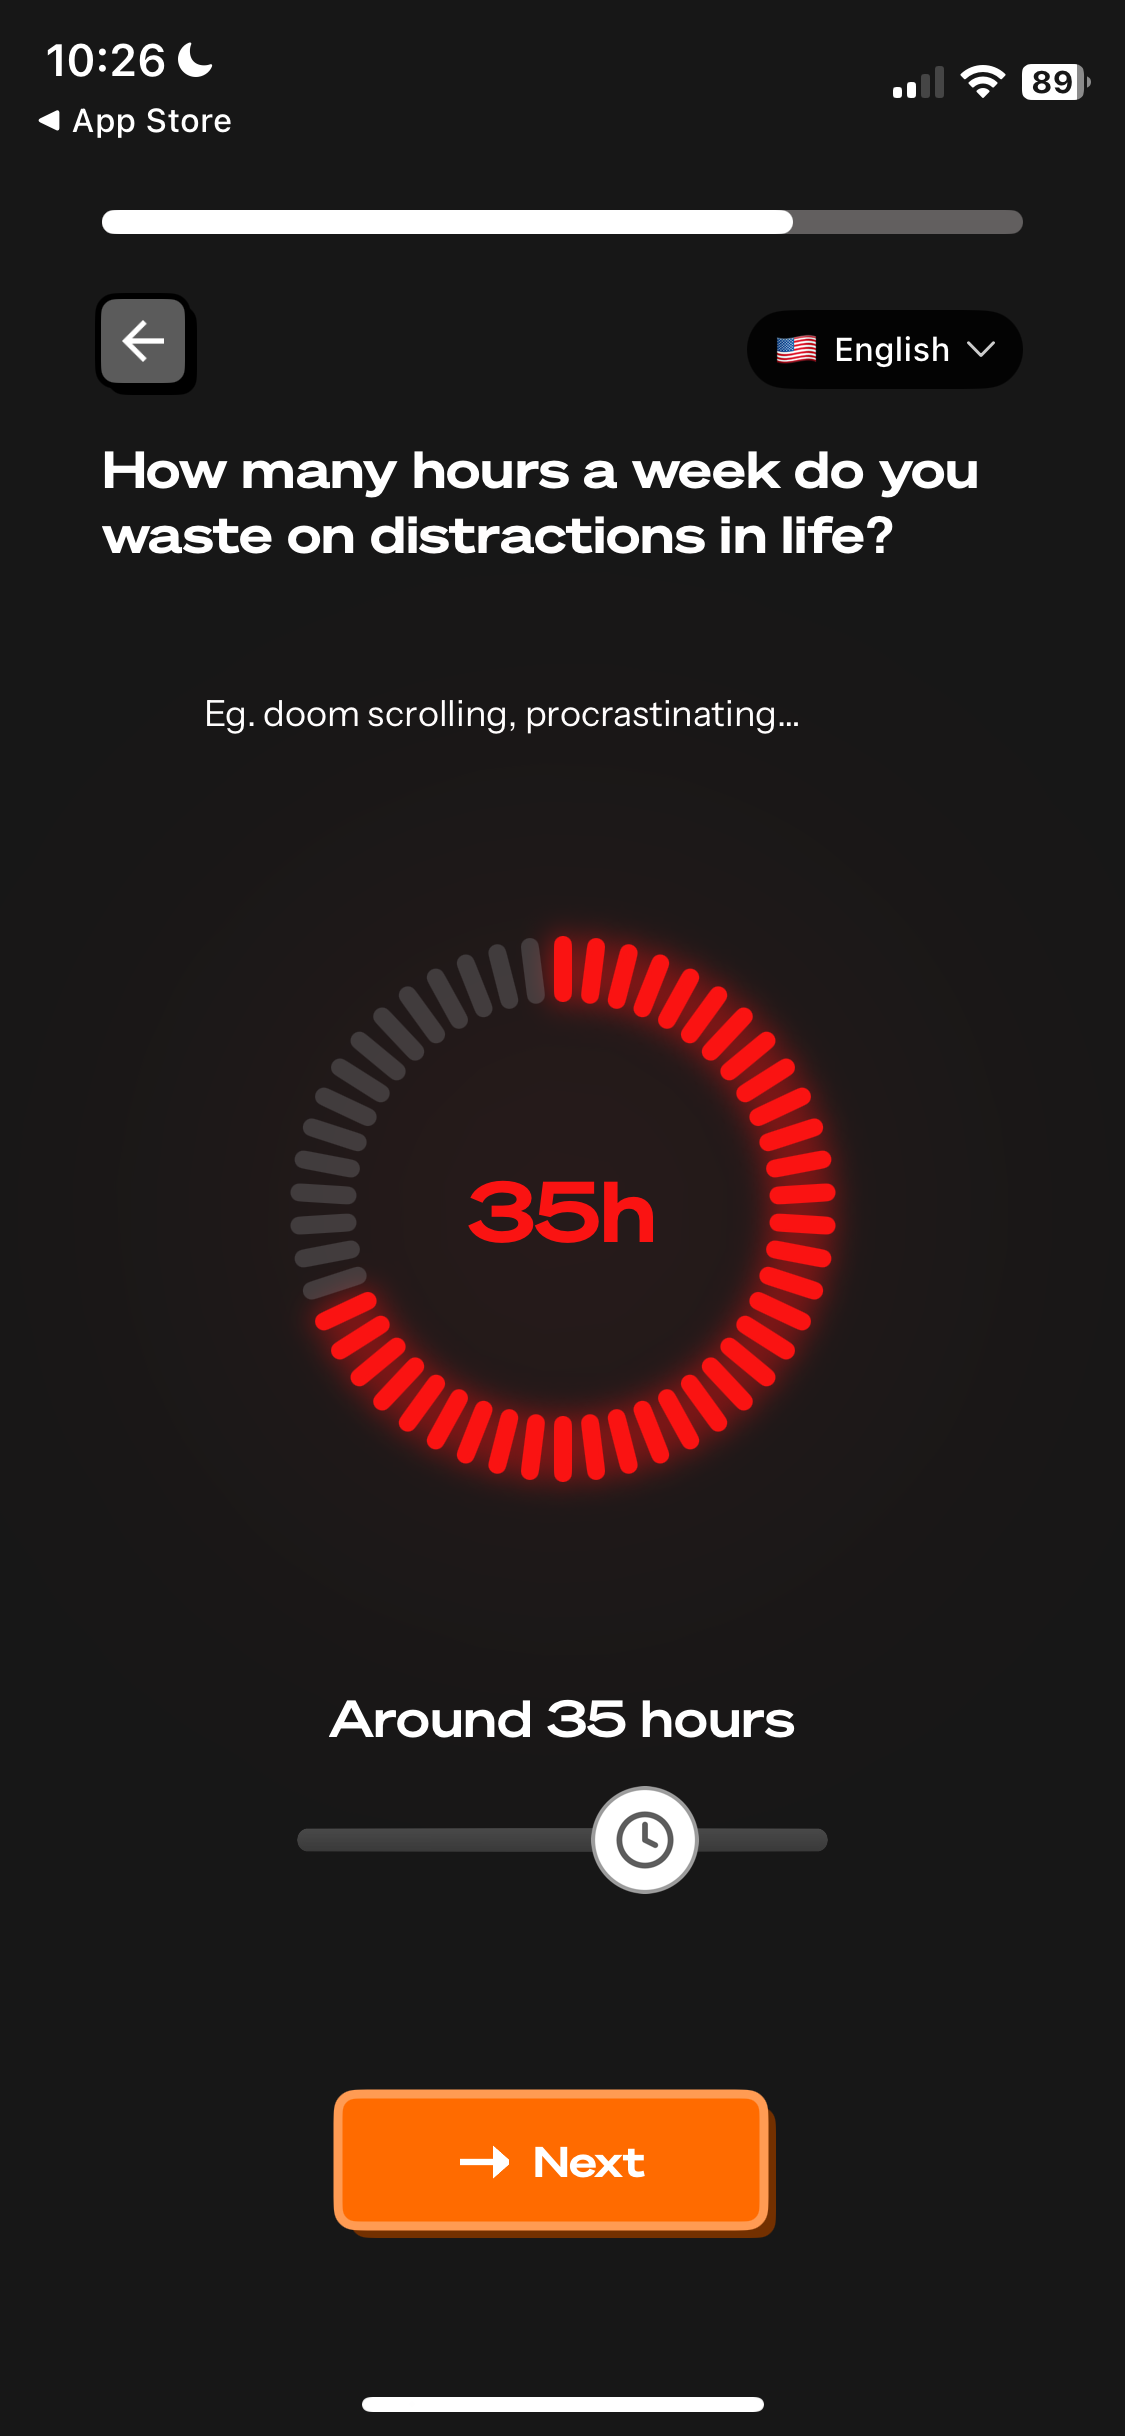 10:26
App Store
89
English
How many hours a week do you
waste on distractions in life?
Eg. doom scrolling, procrastinating...
35h
Around 35 hours
Next